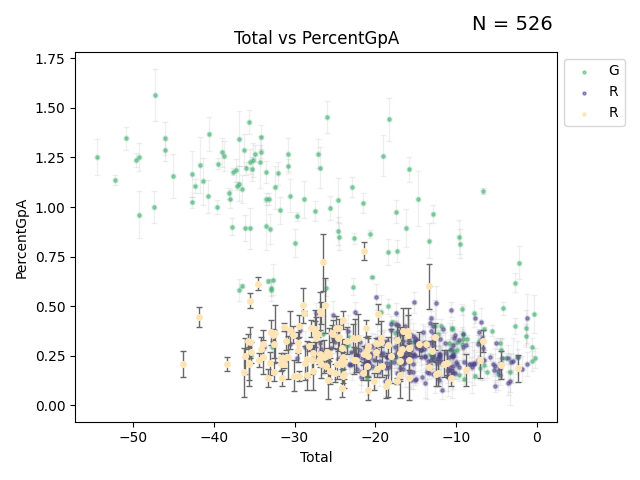 N = 526
Total vs PercentGpA
G
R
R
PercentGpA
1.75
1.50
1.25
1.00
0.75
0.50
0.25
0.00
−50
−40
−30
−20
−10
0
Total